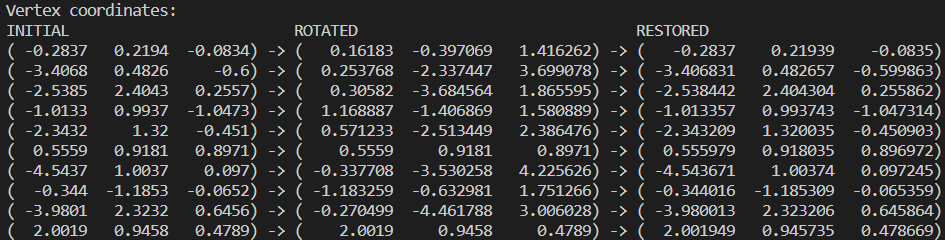 Vertex coordinates:
INITIAL ROTATED RESTORED
( -0.2837 0.2194 -0.0834) -> ( 0.16183 -0.397069 1.416262) -> ( -0.2837 0.21939 -0.0835)
( -3.4068 0.4826 -0.6) -> ( 0.253768 -2.337447 3.699078) -> ( -3.406831 0.482657 -0.599863)
( -2.5385 2.4043 0.2557) -> ( 0.30582 -3.684564 1.865595) -> ( -2.538442 2.404304 0.255862)
( -1.0133 0.9937 -1.0473) -> ( 1.168887 -1.406869 1.580889) -> ( -1.013357 0.993743 -1.047314)
( -2.3432 1.32 -0.451) -> ( 0.571233 -2.513449 2.386476) -> ( -2.343209 1.320035 -0.450903)
( 0.5559 0.9181 0.8971) -> ( 0.5559 0.9181 0.8971) -> ( 0.555979 0.918035 0.896972)
( -4.5437 1.0037 0.097) -> ( -0.337708 -3.530258 4.225626) -> ( -4.543671 1.00374 0.097245)
( -0.344 -1.1853 -0.0652) -> ( -1.183259 -0.632981 1.751266) -> ( -0.344016 -1.185309 -0.065359)
( -3.9801 2.3232 0.6456) -> ( -0.270499 -4.461788 3.006028) -> ( -3.980013 2.323206 0.645864)
( 2.0019 0.9458 0.4789) -> ( 2.0019 0.9458 0.4789) -> ( 2.001949 0.945735 0.478669)